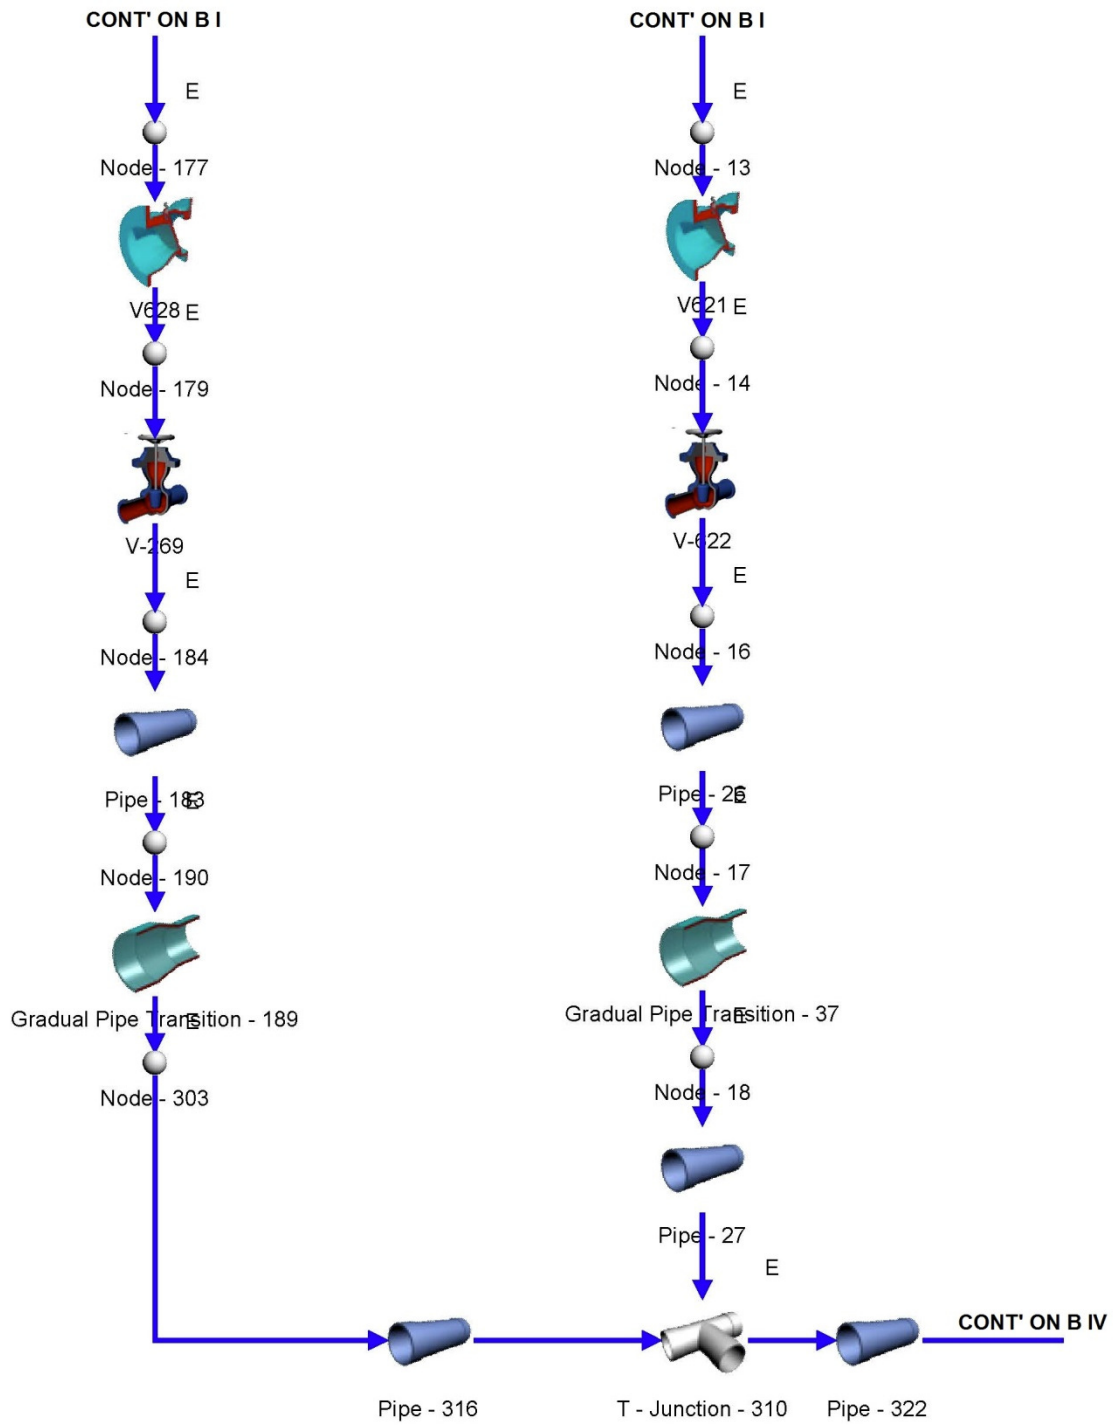 CONT' ON B I
E
Node - 177
V628
E
Node - 179
V-269
E
Node - 184
Pipe - 183
E
Node - 190
Gradual Pipe Transition - 189
E
Node - 303
Pipe - 316
CONT' ON B I
E
Node - 13
V621
E
Node - 14
V-622
E
Node - 16
Pipe - 26
E
Node - 17
Gradual Pipe Transition - 37
E
Node - 18
Pipe - 27
E
T - Junction - 310
CONT' ON B IV
Pipe - 322